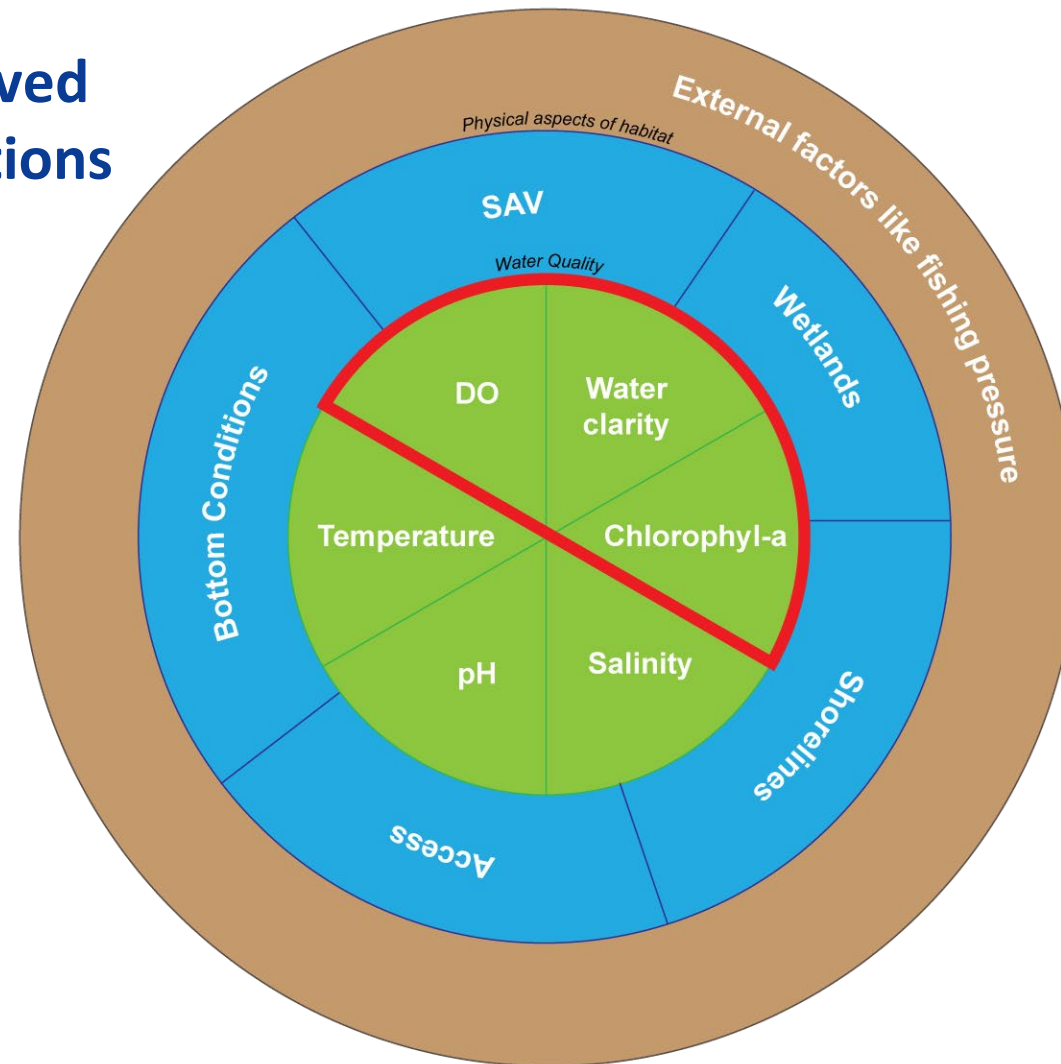 ved
tions
External factors like fishing pressure
Physical aspects of habitat
SAV
Water Quality
Wetlands
DO
Water
clarity
Bottom Conditions
Temperature
Chlorophyl-a
pH
Salinity
Shorelines
Access